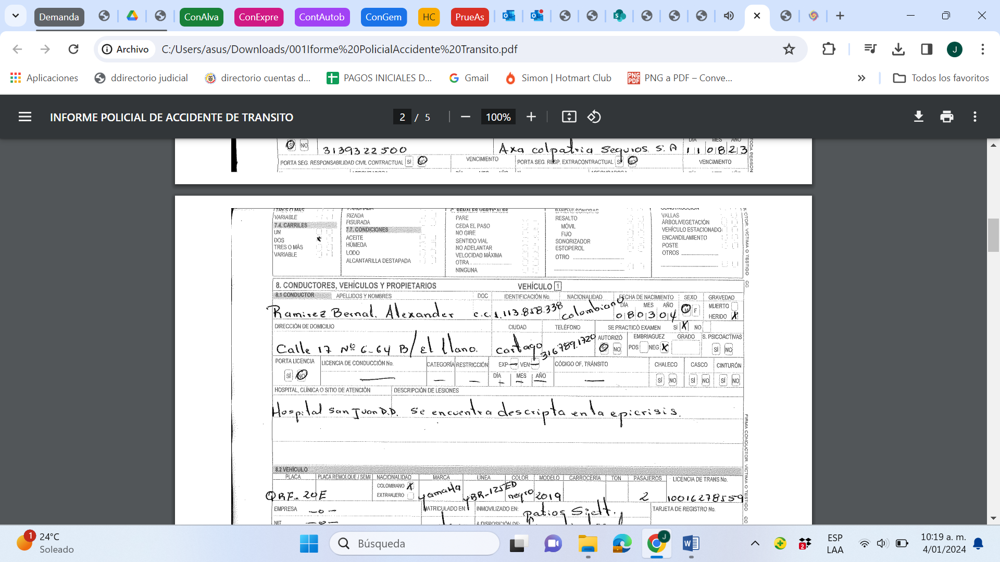 Demanda ConAlva ConExpre ContAutob ConGem HC PrueAs
Archivo C:/Users/asus/Downloads/001Iforme%20PolicialAccidente%20Transito.pdf J
Aplicaciones ddirectorio judicial directorio cuentas d... PAGOS INICIALES D... Gmail Simon | Hotmart Club PNG a PDF – Conve... » Todos los favoritos
INFORME POLICIAL DE ACCIDENTE DE TRANSITO 2 / 5 100%
SÍ NO 3139322500 Axa colpatria Seguros S.A DIA MES AÑO 110823
PORTA SEG. RESPONSABILIDAD CIVIL CONTRACTUAL SÍ NO VENCIMIENTO PORTA SEG. RESP. EXTRACONTRACTUAL SÍ NO VENCIMIENTO
TRES O MÁS C. SEÑALES VERTICALES BANDAS SONORAS CONSTRUCCIÓN
VARIABLE RIZADA PARE RESALTO VALLAS
7.4. CARRILES FISURADA CEDA EL PASO MÓVIL ÁRBOL/VEGETACIÓN
UN 7.7. CONDICIONES NO GIRE FIJO VEHÍCULO ESTACIONADO
DOS ACEITE SENTIDO VIAL SONORIZADOR ENCANDILAMIENTO
TRES O MÁS HÚMEDA NO ADELANTAR ESTOPEROL POSTE
VARIABLE LODO VELOCIDAD MÁXIMA OTRO OTROS
ALCANTARILLA DESTAPADA OTRA
NINGUNA
8. CONDUCTORES, VEHÍCULOS Y PROPIETARIOS VEHÍCULO 1
8.1 CONDUCTOR APELLIDOS Y NOMBRES DOC IDENTIFICACIÓN No. NACIONALIDAD FECHA DE NACIMIENTO SEXO GRAVEDAD
DÍA MES AÑO MUERTO
Ramirez Bernal. Alexander c.c 1.113.858.338 colombiano 080304 M F HERIDO X
DIRECCIÓN DE DOMICILIO CIUDAD TELÉFONO SE PRACTICÓ EXAMEN SÍ X NO
AUTORIZÓ EMBRIAGUEZ GRADO S. PSICOACTIVAS
Calle 17 Nº 6-64 B/ El llano. cartago 316789.1720 SÍ NO POS NEG X SÍ NO
PORTA LICENCIA LICENCIA DE CONDUCCIÓN No. CATEGORÍA RESTRICCIÓN EXP VEN CÓDIGO OF. TRÁNSITO CHALECO CASCO CINTURÓN
SÍ NO DÍA MES AÑO SÍ NO SÍ NO SÍ NO
HOSPITAL, CLÍNICA O SITIO DE ATENCIÓN DESCRIPCIÓN DE LESIONES
Hospital San Juan D.D. Se encuentra descripta en la epicrisis.
8.2 VEHÍCULO
PLACA PLACA REMOLQUE / SEMI NACIONALIDAD MARCA LÍNEA COLOR MODELO CARROCERÍA TON PASAJEROS LICENCIA DE TRANS No.
COLOMBIANO X
QRF-20E EXTRANJERO yamaHa YBR-125ED negro 2019 2 10016278559
EMPRESA -o- MATRICULADO EN: INMOVILIZADO EN: patios Siett. TARJETA DE REGISTRO No.
NIT -o- A DISPOSICIÓN DE:
FIRMA CONDUCTOR, VÍCTIMA O TESTIGO CC
1 24°C
Soleado
Búsqueda J 2 ESP
LAA
10:19 a. m.
4/01/2024